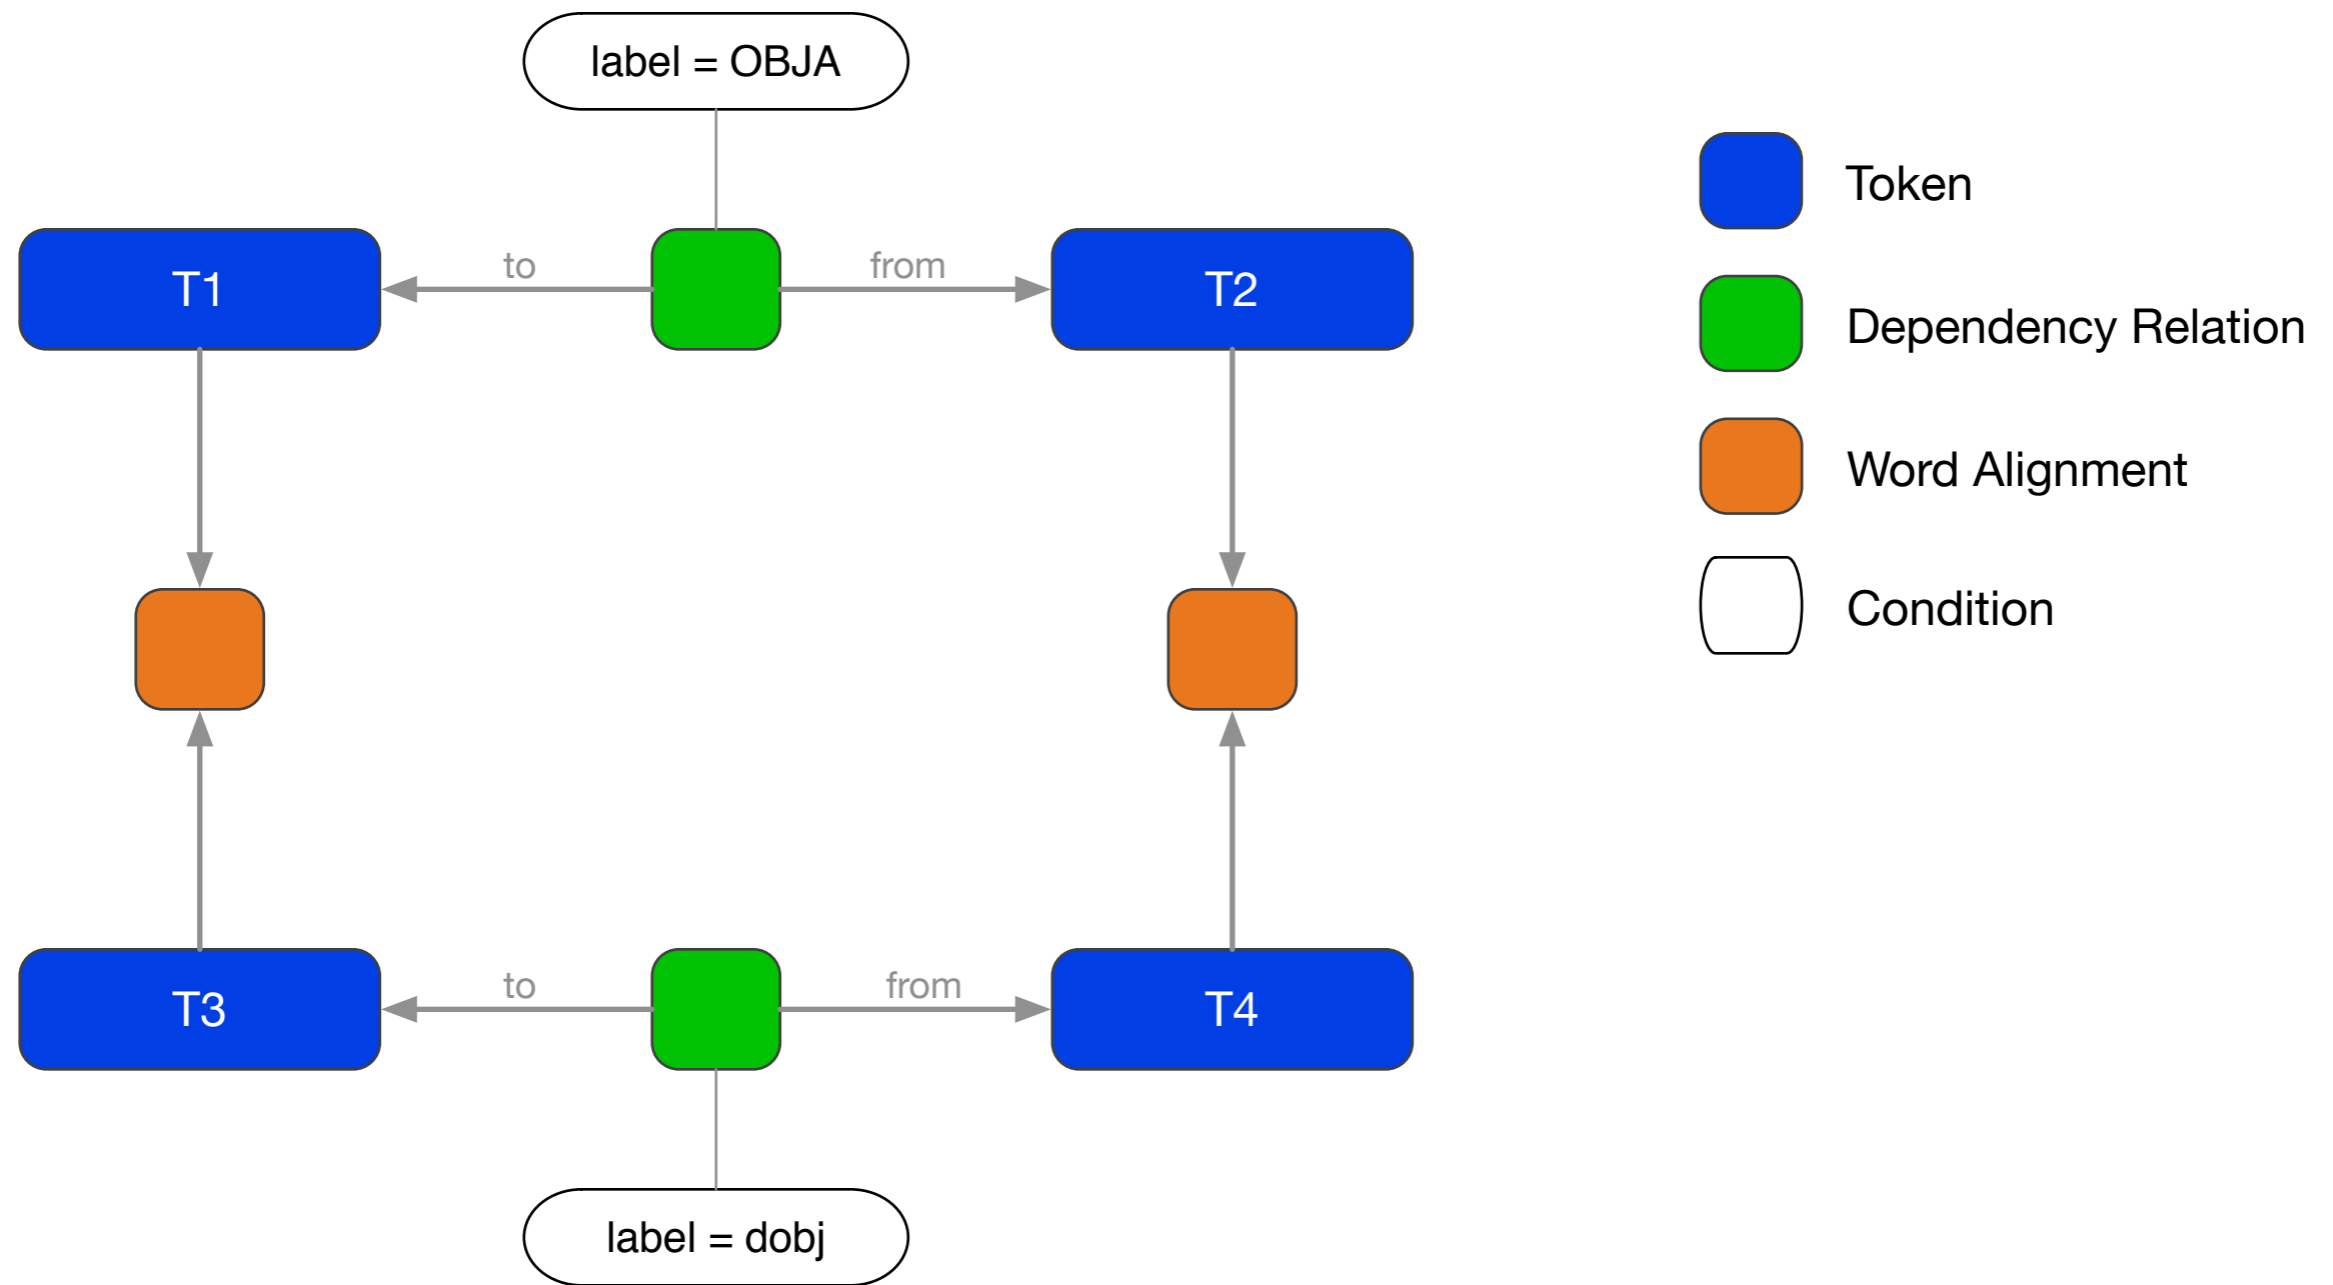 label = OBJA
T1
to
from
T2
T3
to
from
T4
label = dobj
Token
Dependency Relation
Word Alignment
Condition